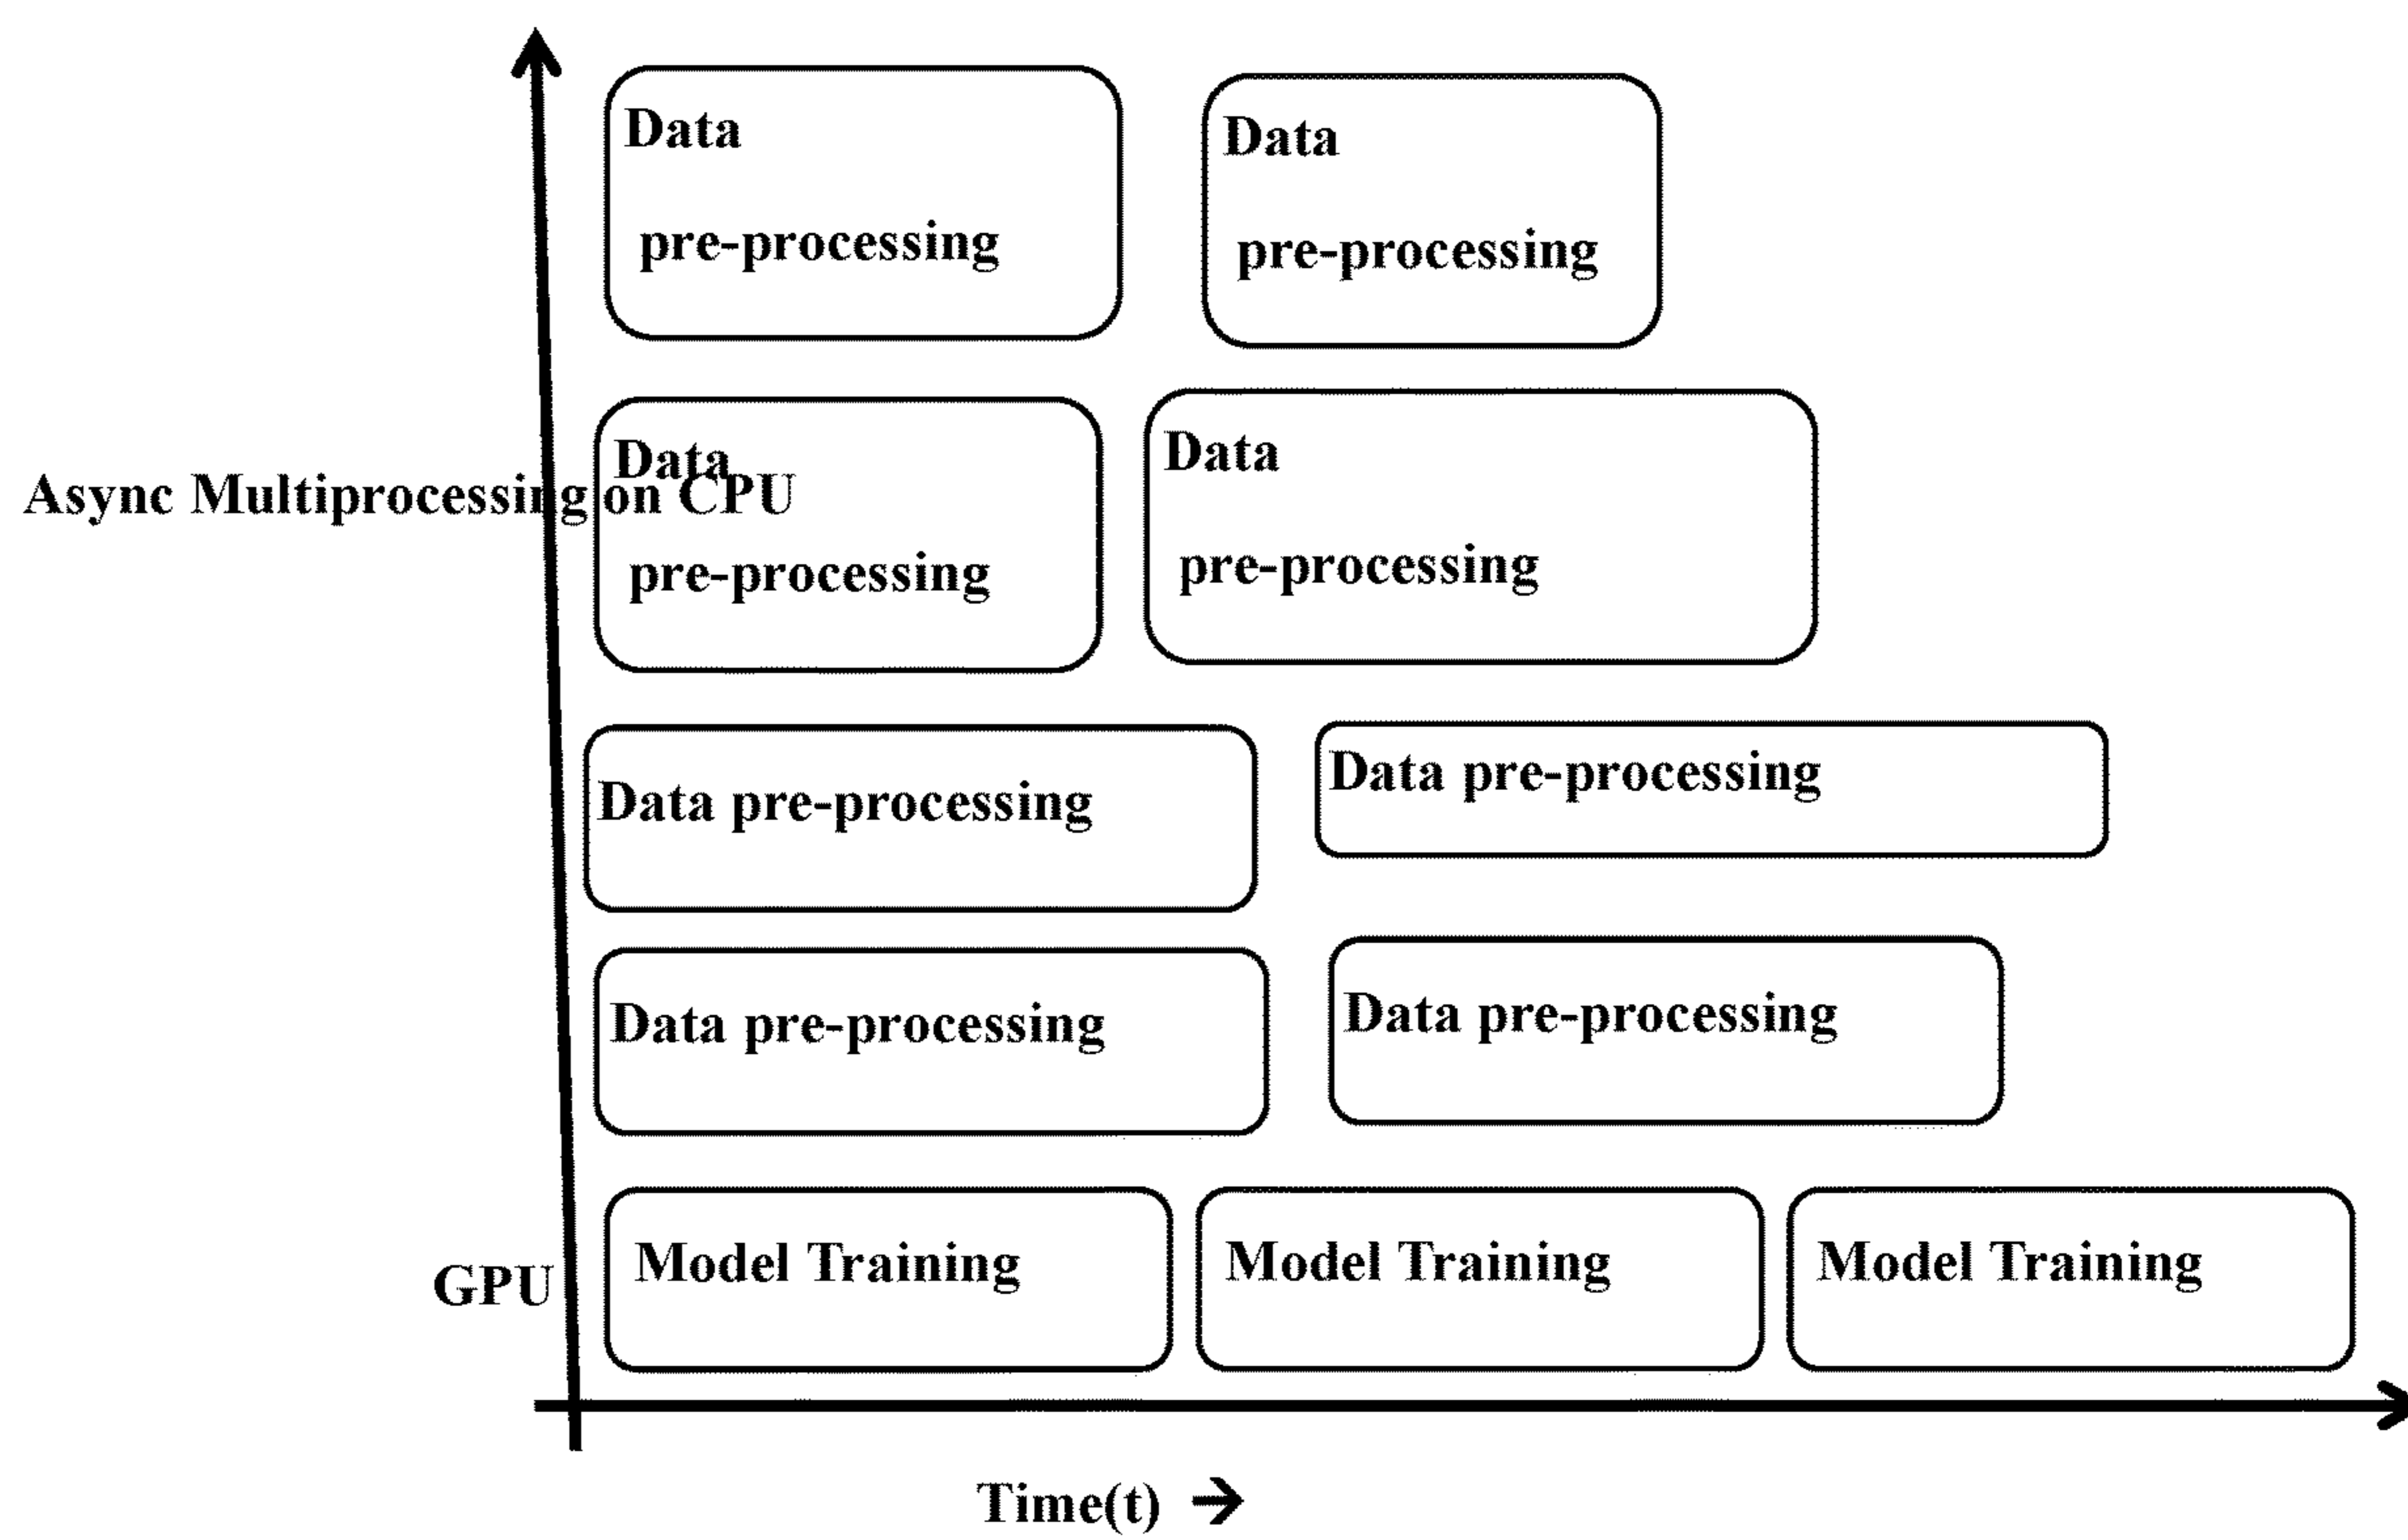 Data
pre-processing
Data
pre-processing
Async Multiprocessing on CPU
Data
pre-processing
Data
pre-processing
Data pre-processing
Data pre-processing
Data pre-processing
Data pre-processing
GPU
Model Training
Model Training
Model Training
Time(t) →